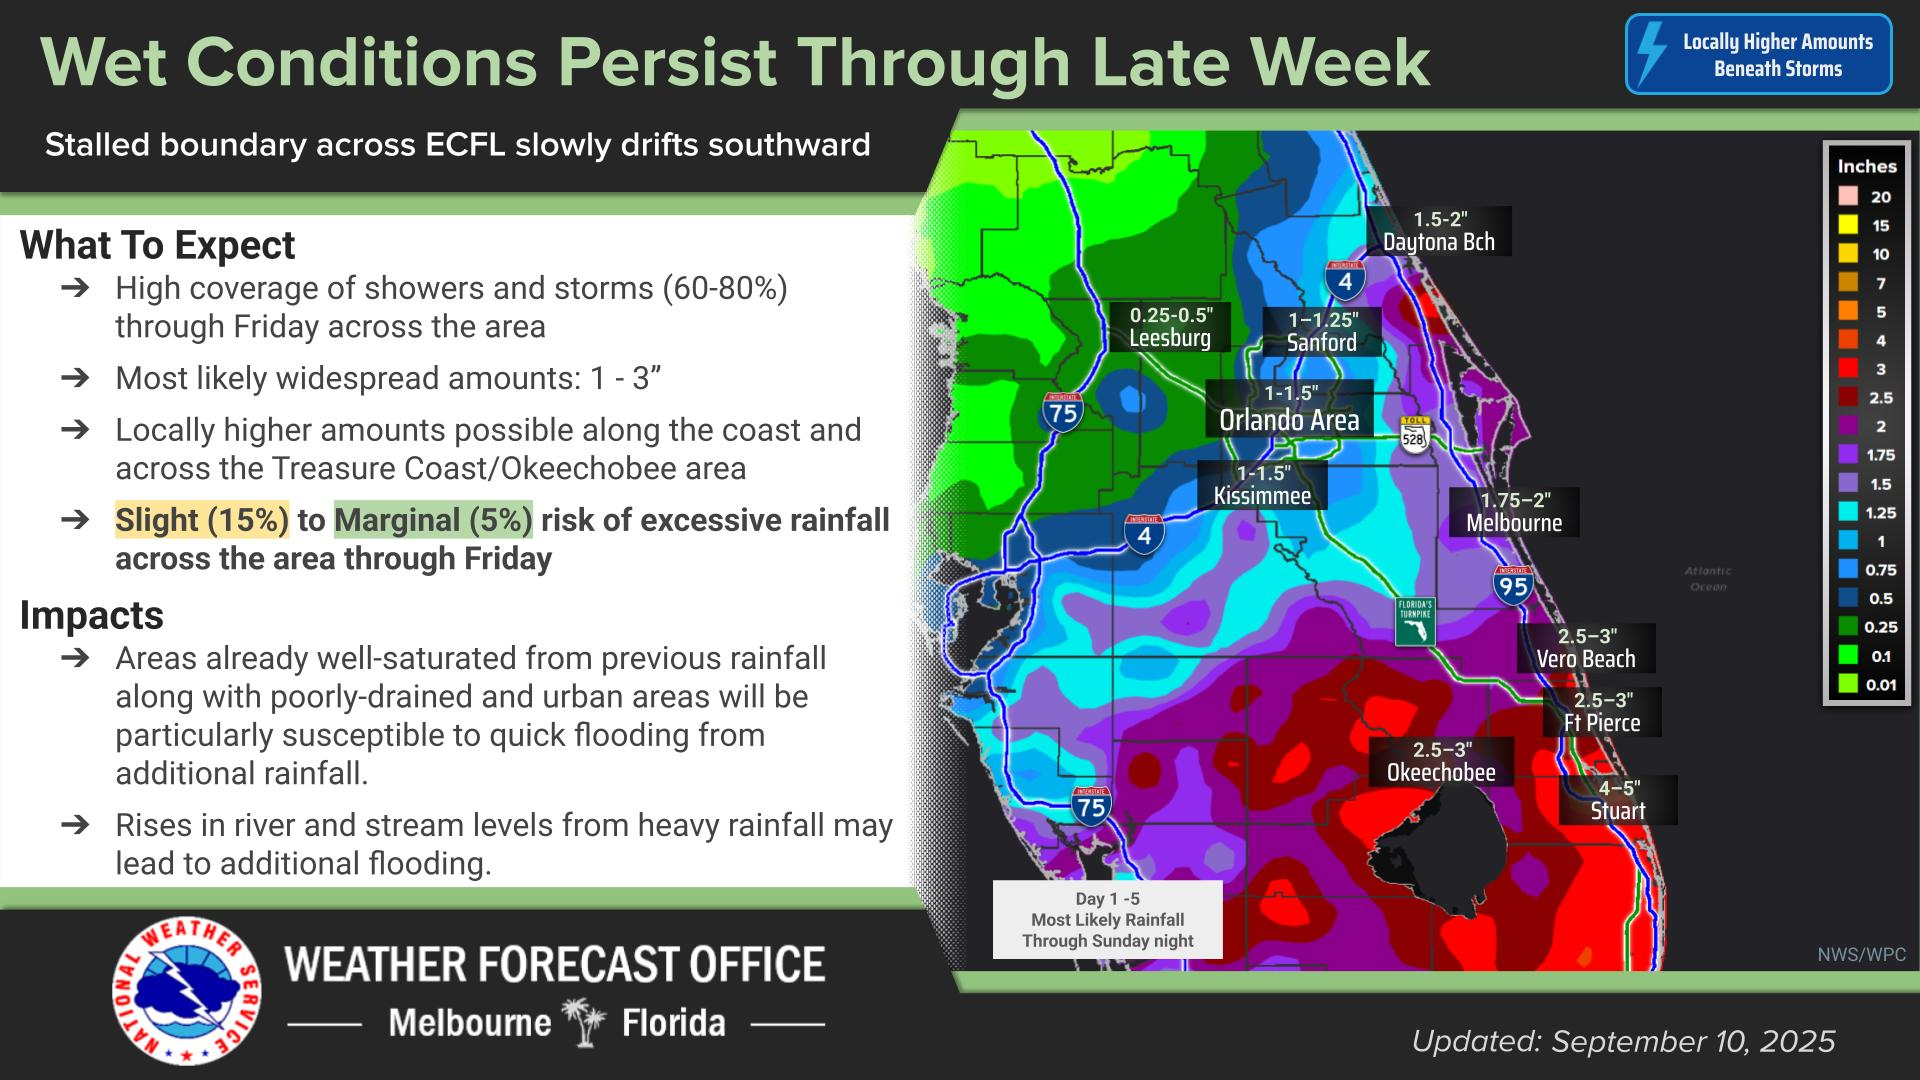 Wet Conditions Persist Through Late Week
Locally Higher Amounts
Beneath Storms
Stalled boundary across ECFL slowly drifts southward
What To Expect
➔ High coverage of showers and storms (60-80%)
through Friday across the area
➔ Most likely widespread amounts: 1 - 3”
➔ Locally higher amounts possible along the coast and
across the Treasure Coast/Okeechobee area
➔ Slight (15%) to Marginal (5%) risk of excessive rainfall
across the area through Friday
Impacts
➔ Areas already well-saturated from previous rainfall
along with poorly-drained and urban areas will be
particularly susceptible to quick flooding from
additional rainfall.
➔ Rises in river and stream levels from heavy rainfall may
lead to additional flooding.
1.5-2"
Daytona Bch
INTERSTATE
4
0.25-0.5"
Leesburg
1–1.25"
Sanford
1-1.5"
Orlando Area
INTERSTATE
75
TOLL
528
1-1.5"
Kissimmee
1.75–2"
Melbourne
INTERSTATE
4
INTERSTATE
95
Atlantic
Ocean
FLORIDA'S
TURNPIKE
2.5–3"
Vero Beach
2.5–3"
Ft Pierce
2.5–3"
Okeechobee
4–5"
Stuart
INTERSTATE
75
Day 1 -5
Most Likely Rainfall
Through Sunday night
Inches
20
15
10
7
5
4
3
2.5
2
1.75
1.5
1.25
1
0.75
0.5
0.25
0.1
0.01
NWS/WPC
NATIONAL WEATHER SERVICE
WEATHER FORECAST OFFICE
Melbourne Florida
Updated: September 10, 2025